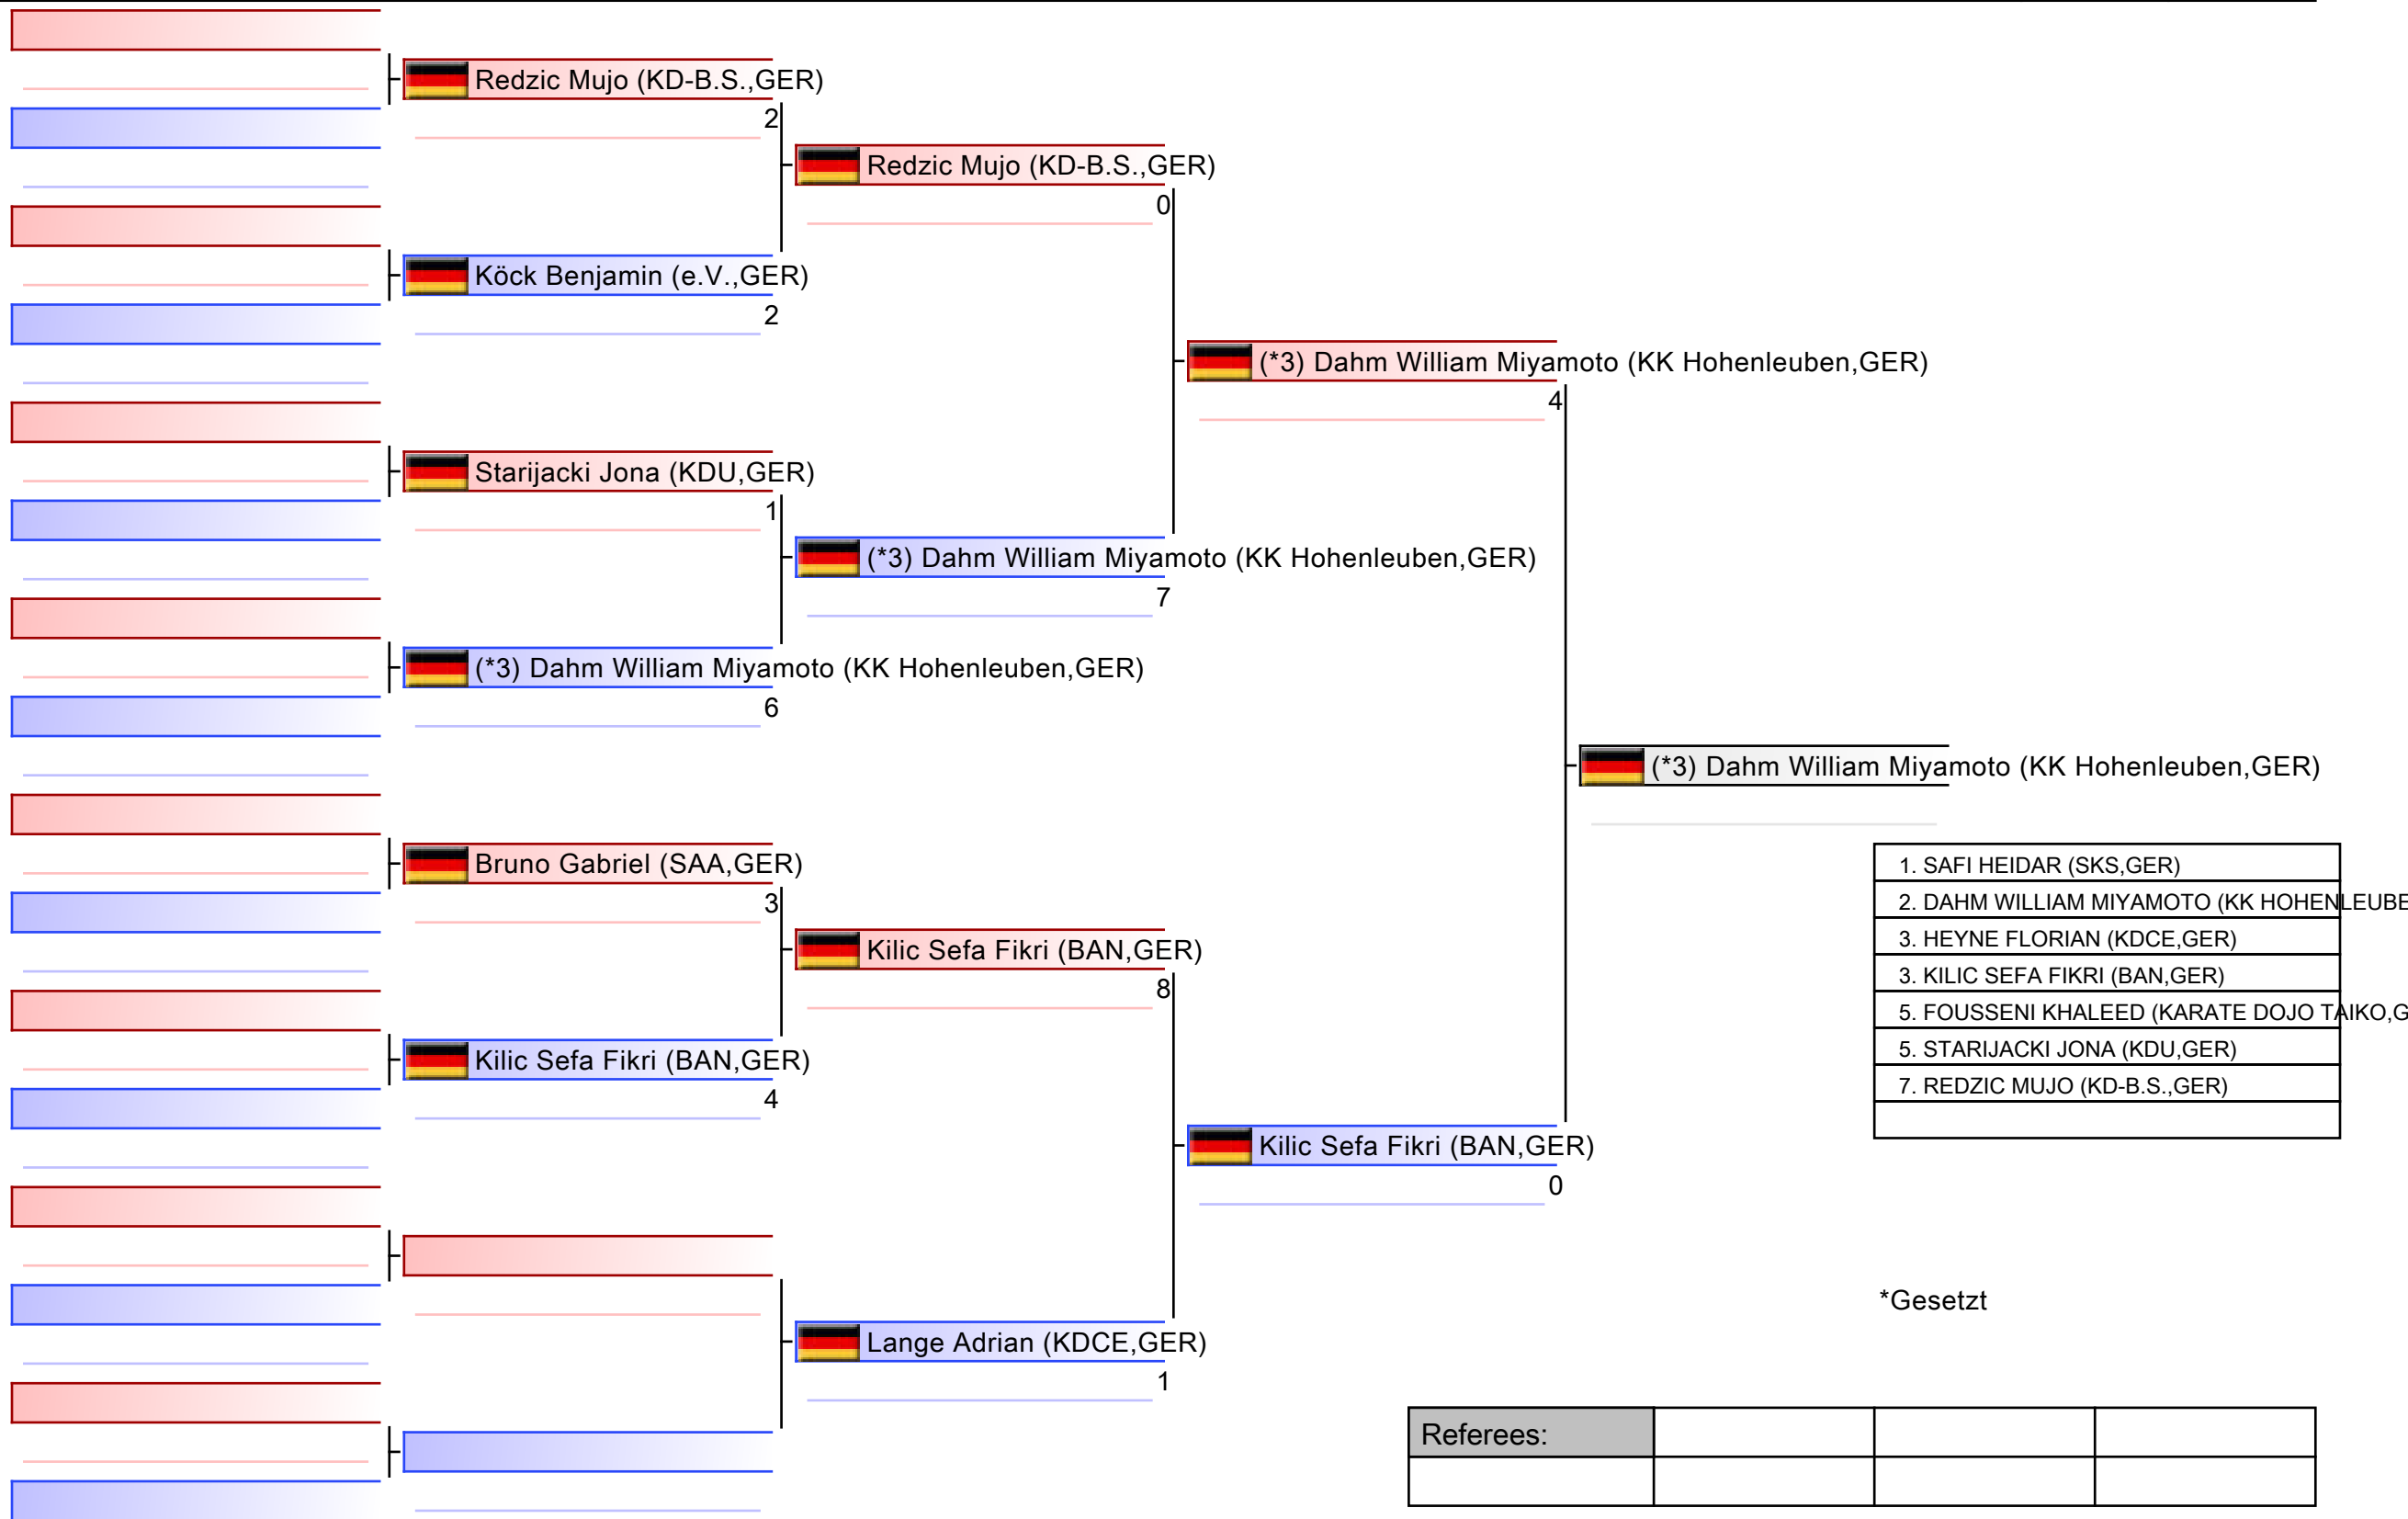 Redzic Mujo (KD-B.S.,GER)
2
Redzic Mujo (KD-B.S.,GER)
0
Köck Benjamin (e.V.,GER)
2
(*3) Dahm William Miyamoto (KK Hohenleuben,GER)
4
Starijacki Jona (KDU,GER)
1
(*3) Dahm William Miyamoto (KK Hohenleuben,GER)
7
(*3) Dahm William Miyamoto (KK Hohenleuben,GER)
6
(*3) Dahm William Miyamoto (KK Hohenleuben,GER)
Bruno Gabriel (SAA,GER)
3
Kilic Sefa Fikri (BAN,GER)
8
Kilic Sefa Fikri (BAN,GER)
4
Kilic Sefa Fikri (BAN,GER)
0
Lange Adrian (KDCE,GER)
1
1. SAFI HEIDAR (SKS,GER)
2. DAHM WILLIAM MIYAMOTO (KK HOHENLEUBE
3. HEYNE FLORIAN (KDCE,GER)
3. KILIC SEFA FIKRI (BAN,GER)
5. FOUSSENI KHALEED (KARATE DOJO TAIKO,G
5. STARIJACKI JONA (KDU,GER)
7. REDZIC MUJO (KD-B.S.,GER)
*Gesetzt
Referees: